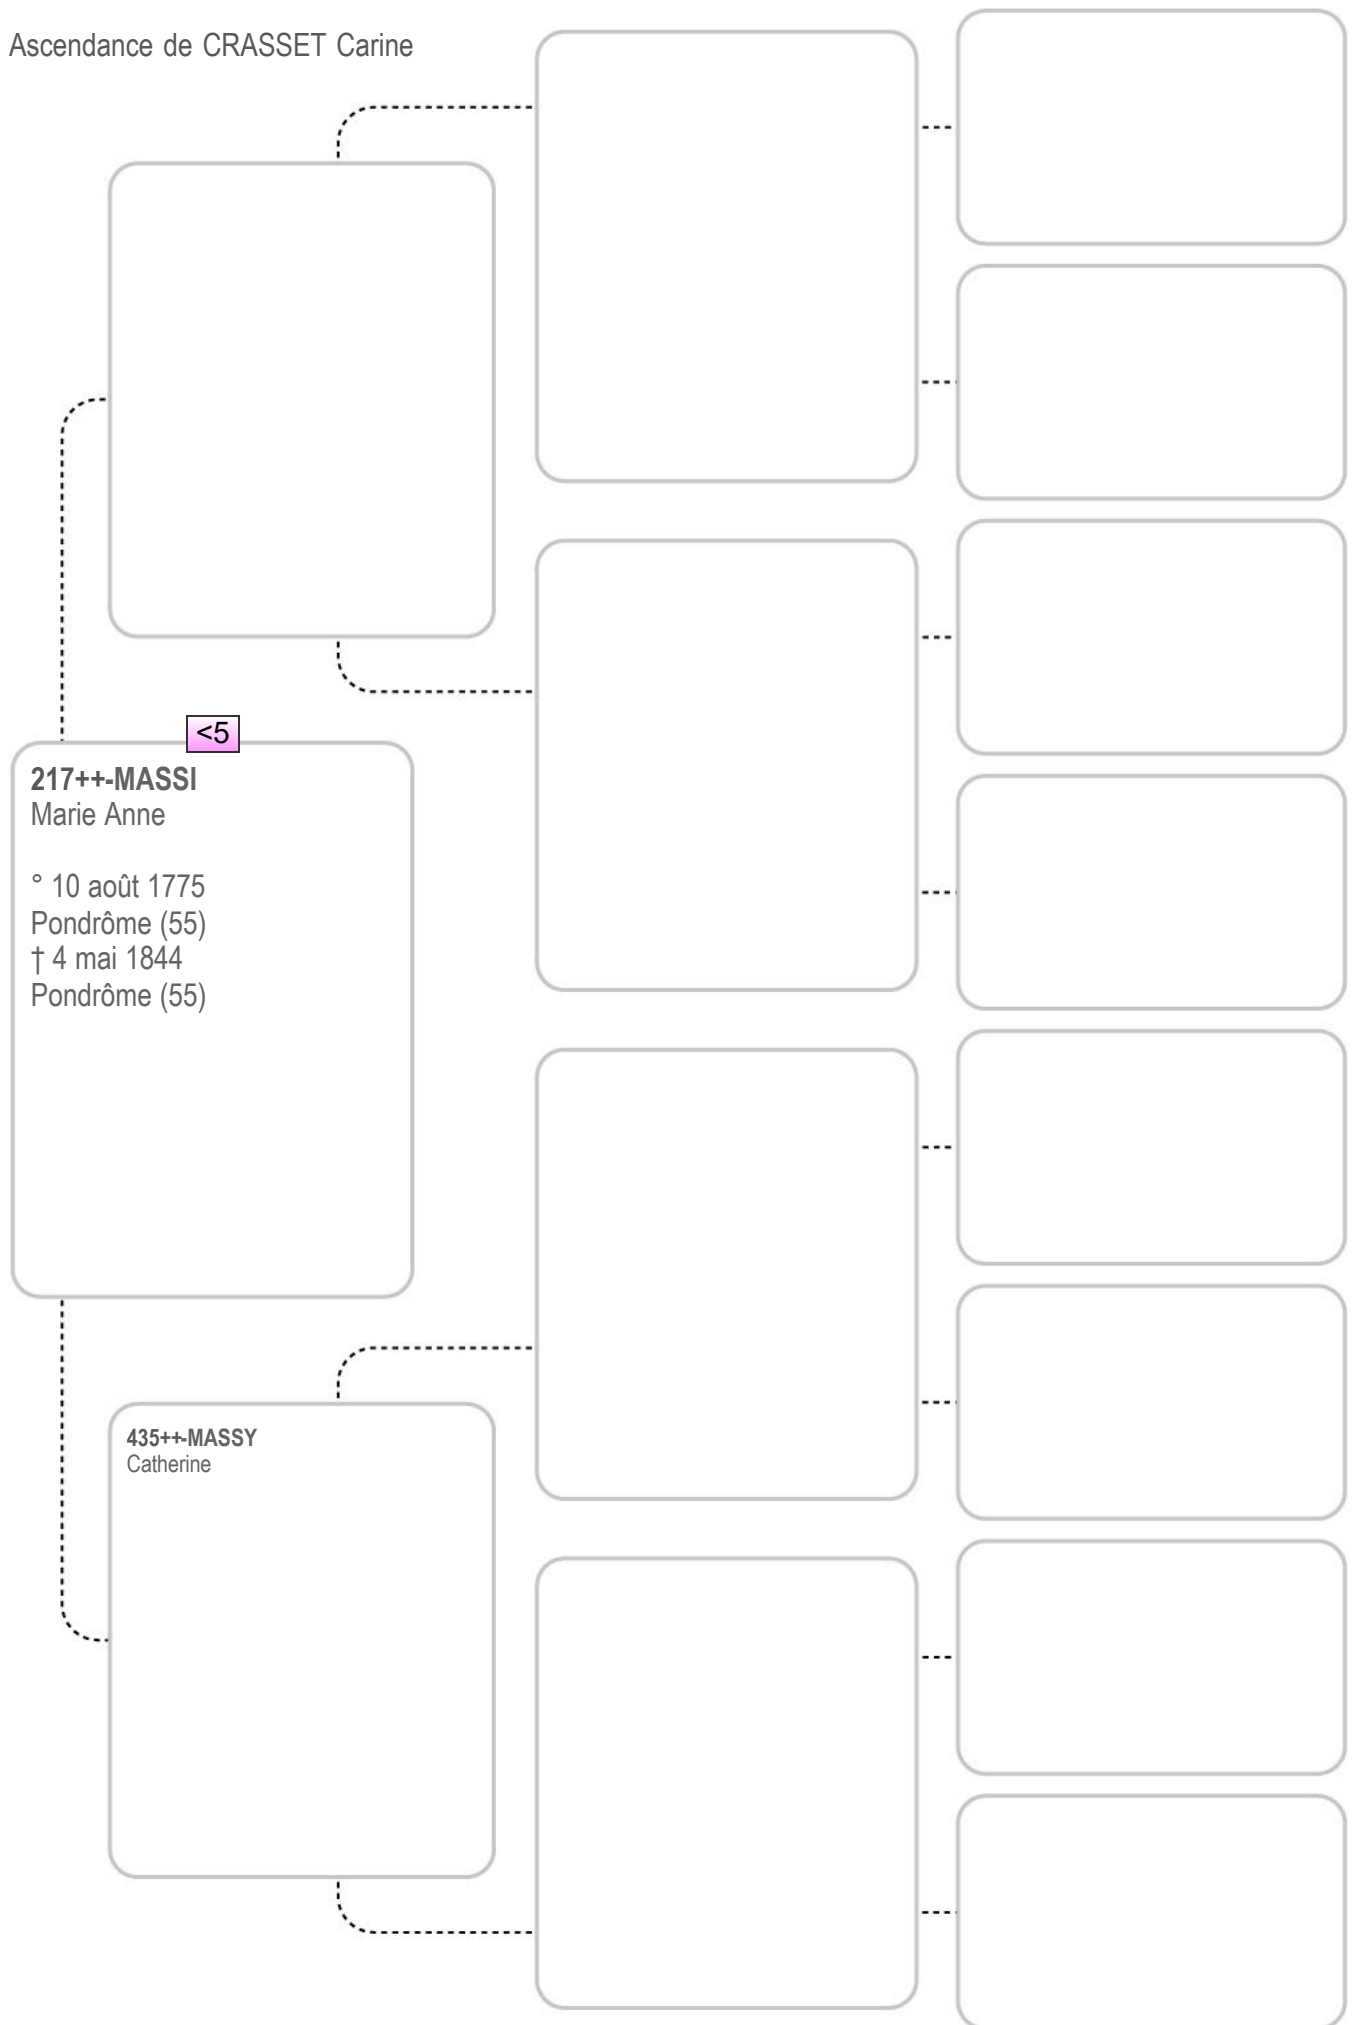 Ascendance de CRASSET Carine
<5
217++-MASSI
Marie Anne
° 10 août 1775
Pondrôme (55)
† 4 mai 1844
Pondrôme (55)
435++-MASSY
Catherine